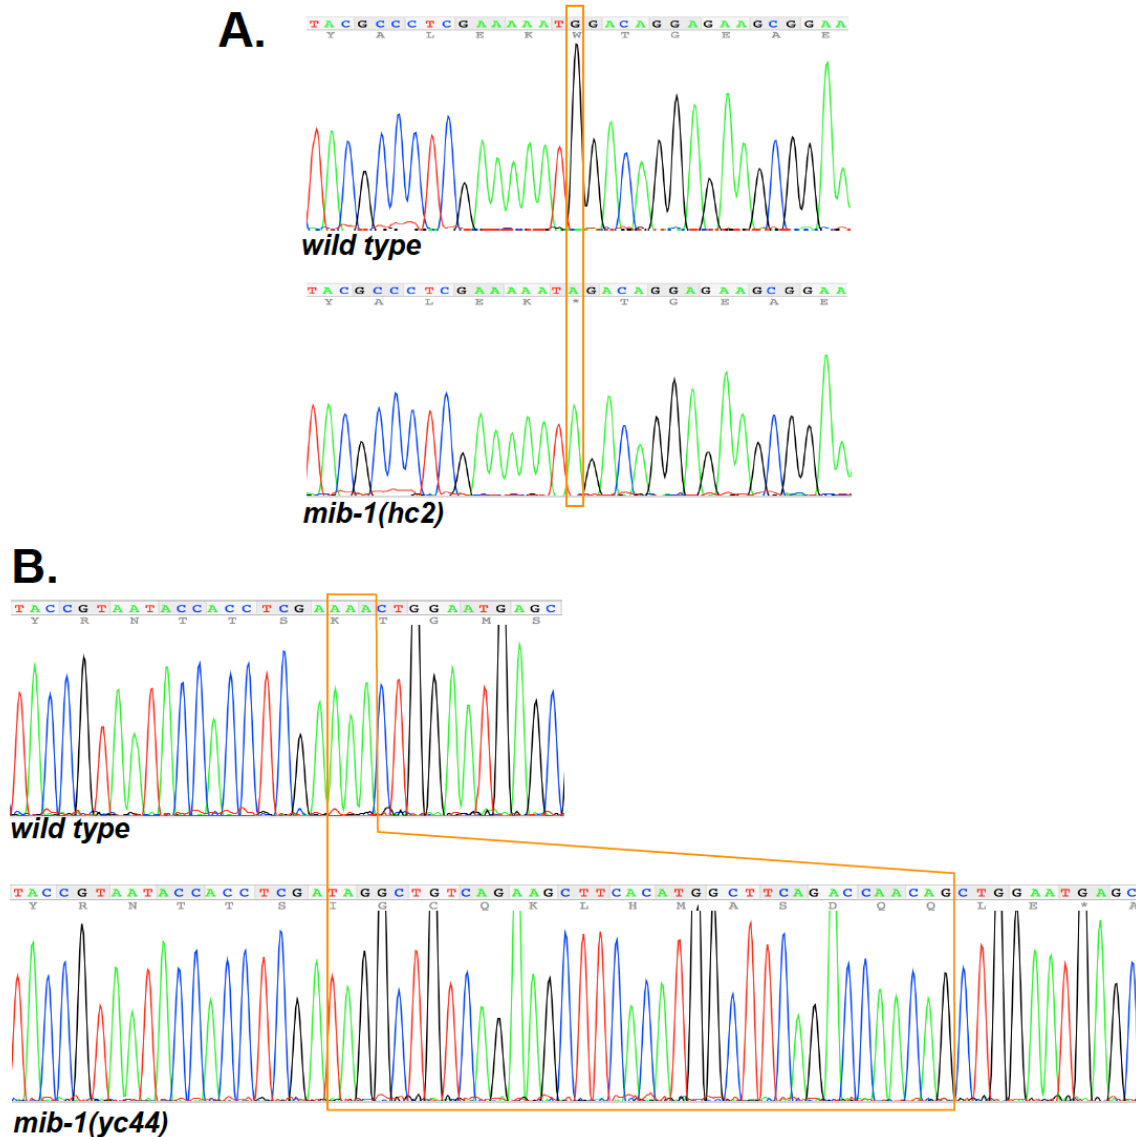 A.
TACGCCCTCGAAAAATGGACAGGAGAAGCGGAA
Y A L E K W T G E A E
wild type
TACGCCCTCGAAAAATAGACAGGAGAAGCGGAA
Y A L E K * T G E A E
mib-1(hc2)
B.
TACCGTAATACCACCTCGAAAACTGGAATGAGC
Y R N T T S K T G M S
wild type
TACCGTAATACCACCTCGATAGGCTGTCAGAAGCTTCACATGGCTTCAGACCAACAGCTGGAATGAGC
Y R N T T S I G C Q K L H M A S D Q Q L E * A
mib-1(yc44)